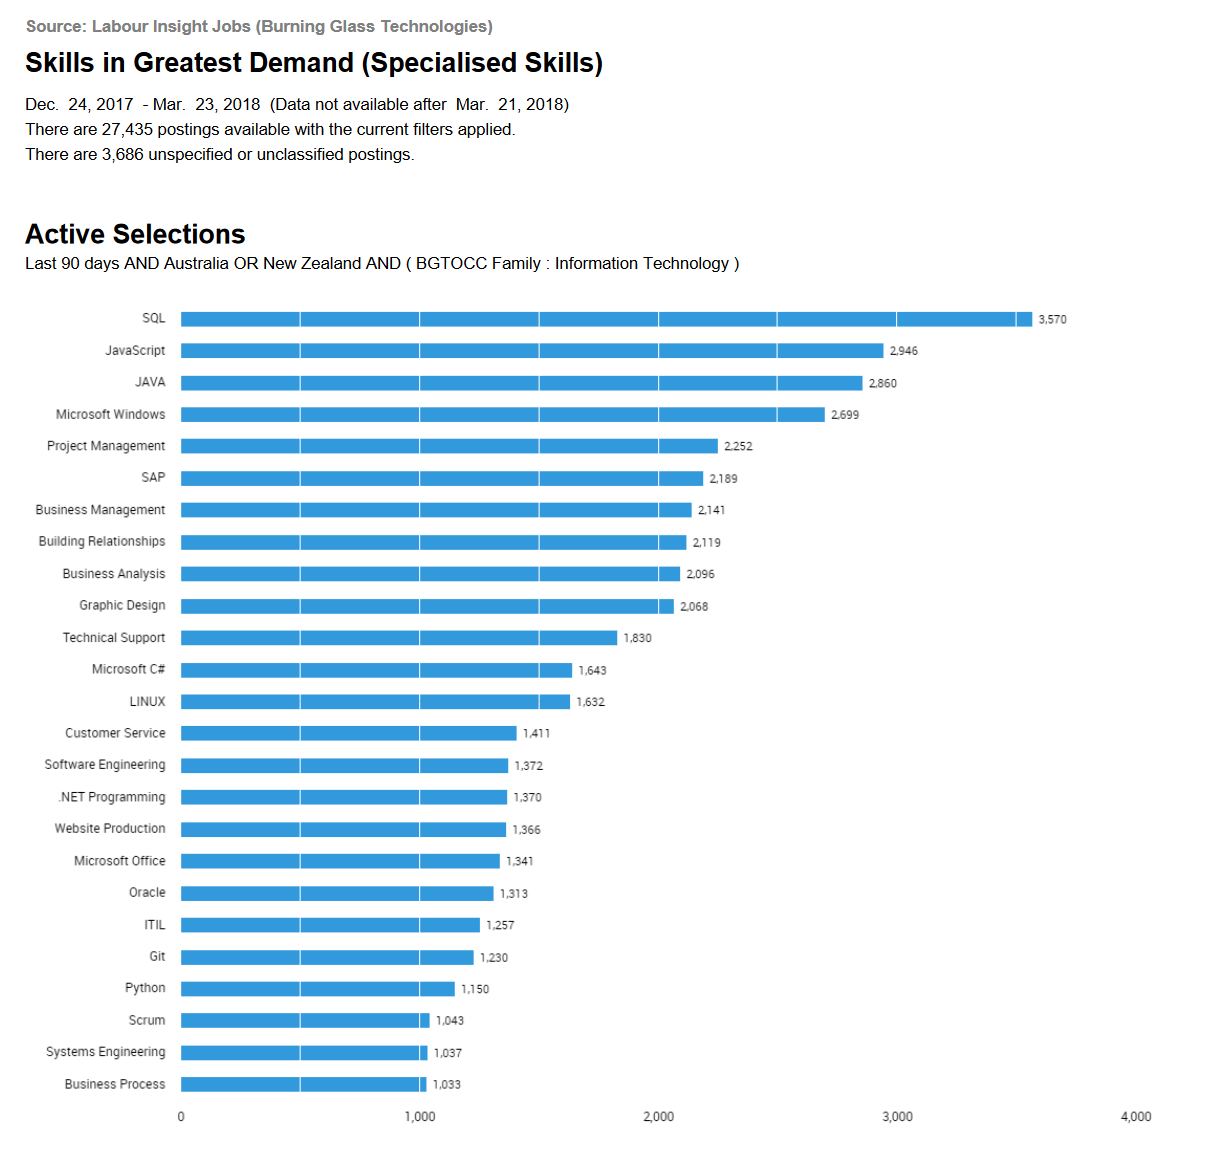 Source: Labour Insight Jobs (Burning Glass Technologies)
Skills in Greatest Demand (Specialised Skills)
Dec. 24, 2017 - Mar. 23, 2018 (Data not available after Mar. 21, 2018)
There are 27,435 postings available with the current filters applied.
There are 3,686 unspecified or unclassified postings.
Active Selections
Last 90 days AND Australia OR New Zealand AND ( BGTOCC Family : Information Technology )
SQL 3,570
JavaScript 2,946
JAVA 2,860
Microsoft Windows 2,699
Project Management 2,252
SAP 2,189
Business Management 2,141
Building Relationships 2,119
Business Analysis 2,096
Graphic Design 2,068
Technical Support 1,830
Microsoft C# 1,643
LINUX 1,632
Customer Service 1,411
Software Engineering 1,372
.NET Programming 1,370
Website Production 1,366
Microsoft Office 1,341
Oracle 1,313
ITIL 1,257
Git 1,230
Python 1,150
Scrum 1,043
Systems Engineering 1,037
Business Process 1,033
0 1,000 2,000 3,000 4,000